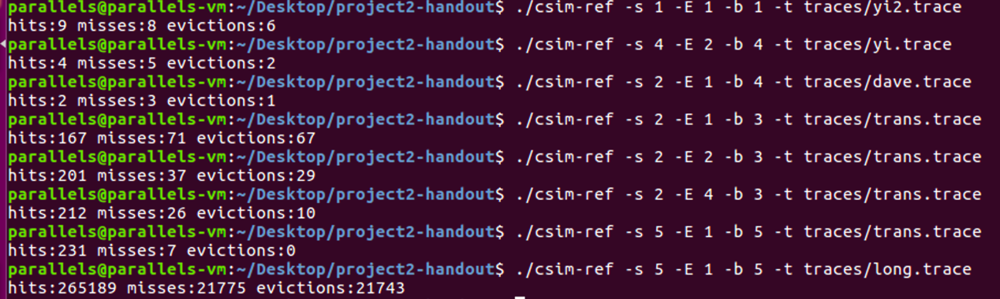 parallels@parallels-vm:~/Desktop/project2-handout$ ./csim-ref -s 1 -E 1 -b 1 -t traces/yi2.trace
hits:9 misses:8 evictions:6
parallels@parallels-vm:~/Desktop/project2-handout$ ./csim-ref -s 4 -E 2 -b 4 -t traces/yi.trace
hits:4 misses:5 evictions:2
parallels@parallels-vm:~/Desktop/project2-handout$ ./csim-ref -s 2 -E 1 -b 4 -t traces/dave.trace
hits:2 misses:3 evictions:1
parallels@parallels-vm:~/Desktop/project2-handout$ ./csim-ref -s 2 -E 1 -b 3 -t traces/trans.trace
hits:167 misses:71 evictions:67
parallels@parallels-vm:~/Desktop/project2-handout$ ./csim-ref -s 2 -E 2 -b 3 -t traces/trans.trace
hits:201 misses:37 evictions:29
parallels@parallels-vm:~/Desktop/project2-handout$ ./csim-ref -s 2 -E 4 -b 3 -t traces/trans.trace
hits:212 misses:26 evictions:10
parallels@parallels-vm:~/Desktop/project2-handout$ ./csim-ref -s 5 -E 1 -b 5 -t traces/trans.trace
hits:231 misses:7 evictions:0
parallels@parallels-vm:~/Desktop/project2-handout$ ./csim-ref -s 5 -E 1 -b 5 -t traces/long.trace
hits:265189 misses:21775 evictions:21743